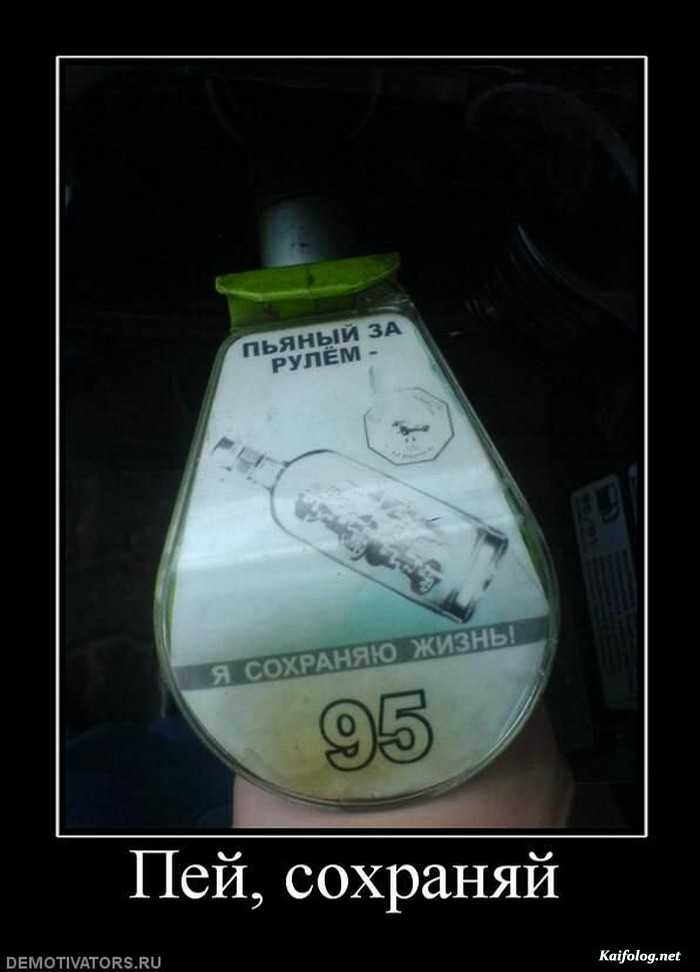 ПЬЯНЫЙ ЗА
РУЛЁМ -
Я СОХРАНЯЮ ЖИЗНЬ!
95
Пей, сохраняй
DEMOTIVATORS.RU
Kaifolog.net